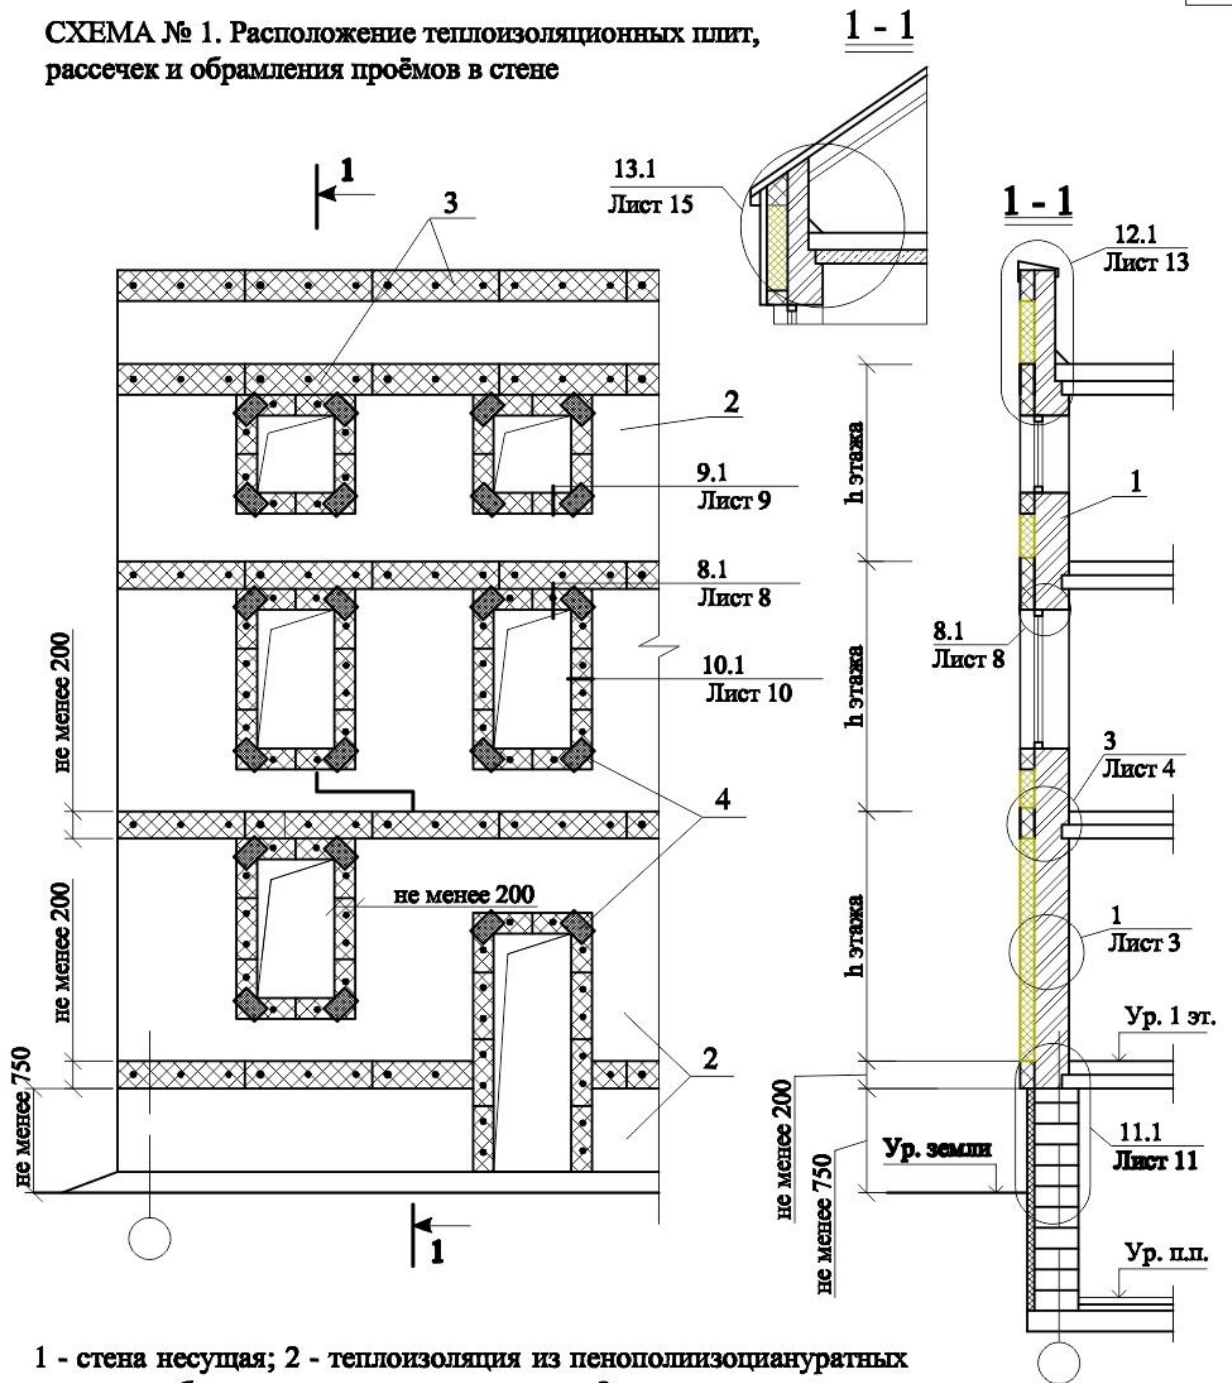 СХЕМА № 1. Расположение теплоизоляционных плит,
рассечек и обрамления проёмов в стене
1 - 1
13.1
Лист 15
1
3
1 - 1
12.1
Лист 13
2
9.1
Лист 9
h этажа
1
8.1
Лист 8
8.1
Лист 8
не менее 200
10.1
Лист 10
h этажа
3
Лист 4
4
не менее 200
не менее 200
h этажа
1
Лист 3
Ур. 1 эт.
2
не менее 750
не менее 200
не менее 750
Ур. земли
11.1
Лист 11
1
Ур. п.п.
1 - стена несущая; 2 - теплоизоляция из пенополиизоциануратных